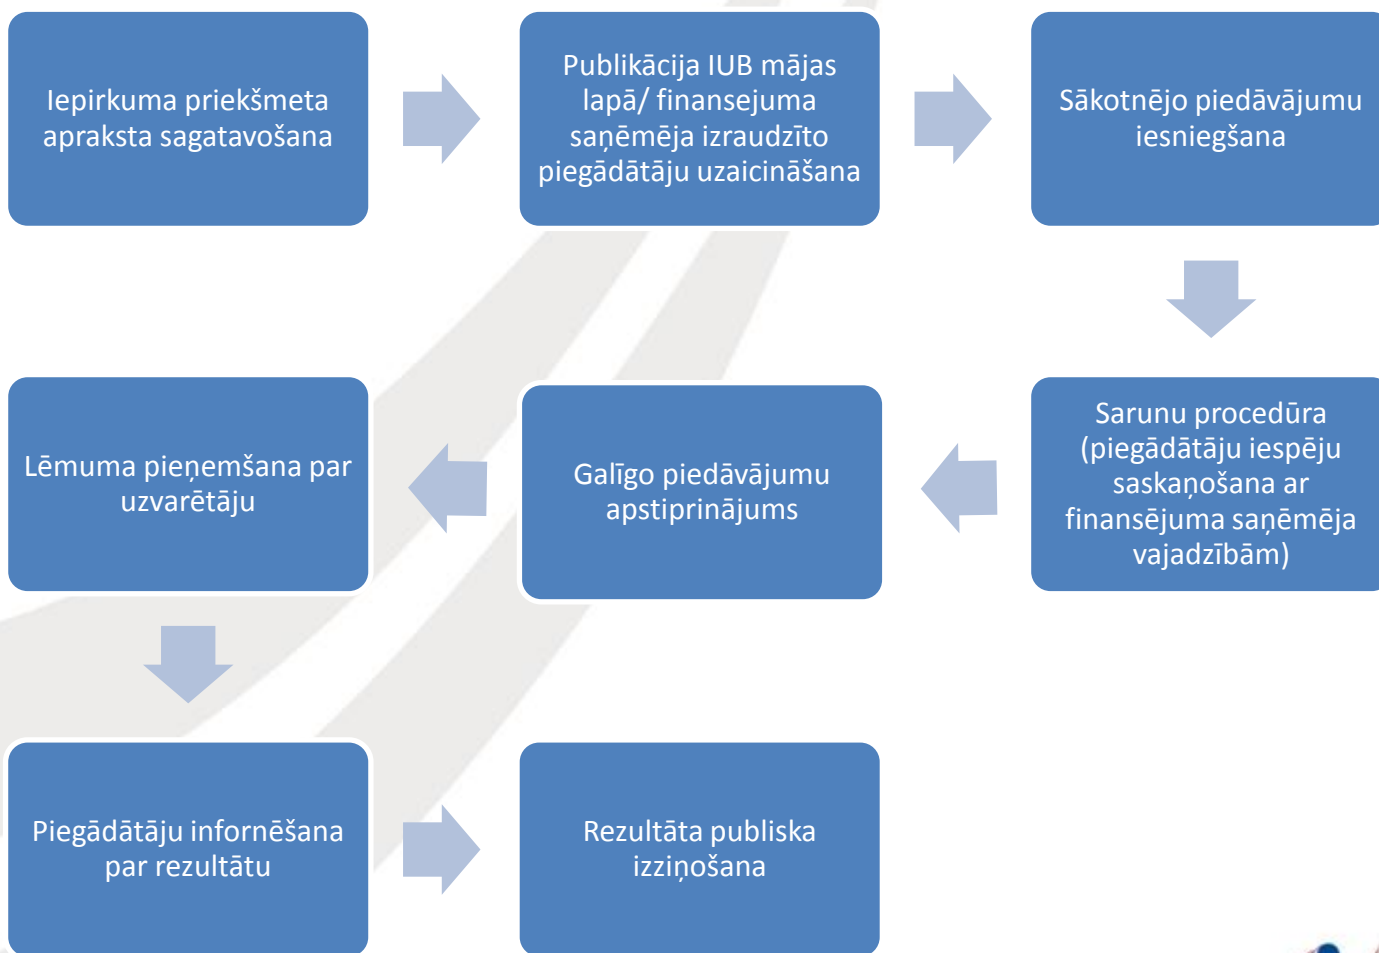 Iepirkuma priekšmeta
apraksta sagatavošana
Publikācija IUB mājas
lapā/ finansejuma
saņēmēja izraudzīto
piegādātāju uzaicināšana
Sākotnējo piedāvājumu
iesniegšana
Sarunu procedūra
(piegādātāju iespēju
saskaņošana ar
finansējuma saņēmēja
vajadzībām)
Galīgo piedāvājumu
apstiprinājums
Lēmuma pieņemšana par
uzvarētāju
Piegādātāju infornēšana
par rezultātu
Rezultāta publiska
izziņošana